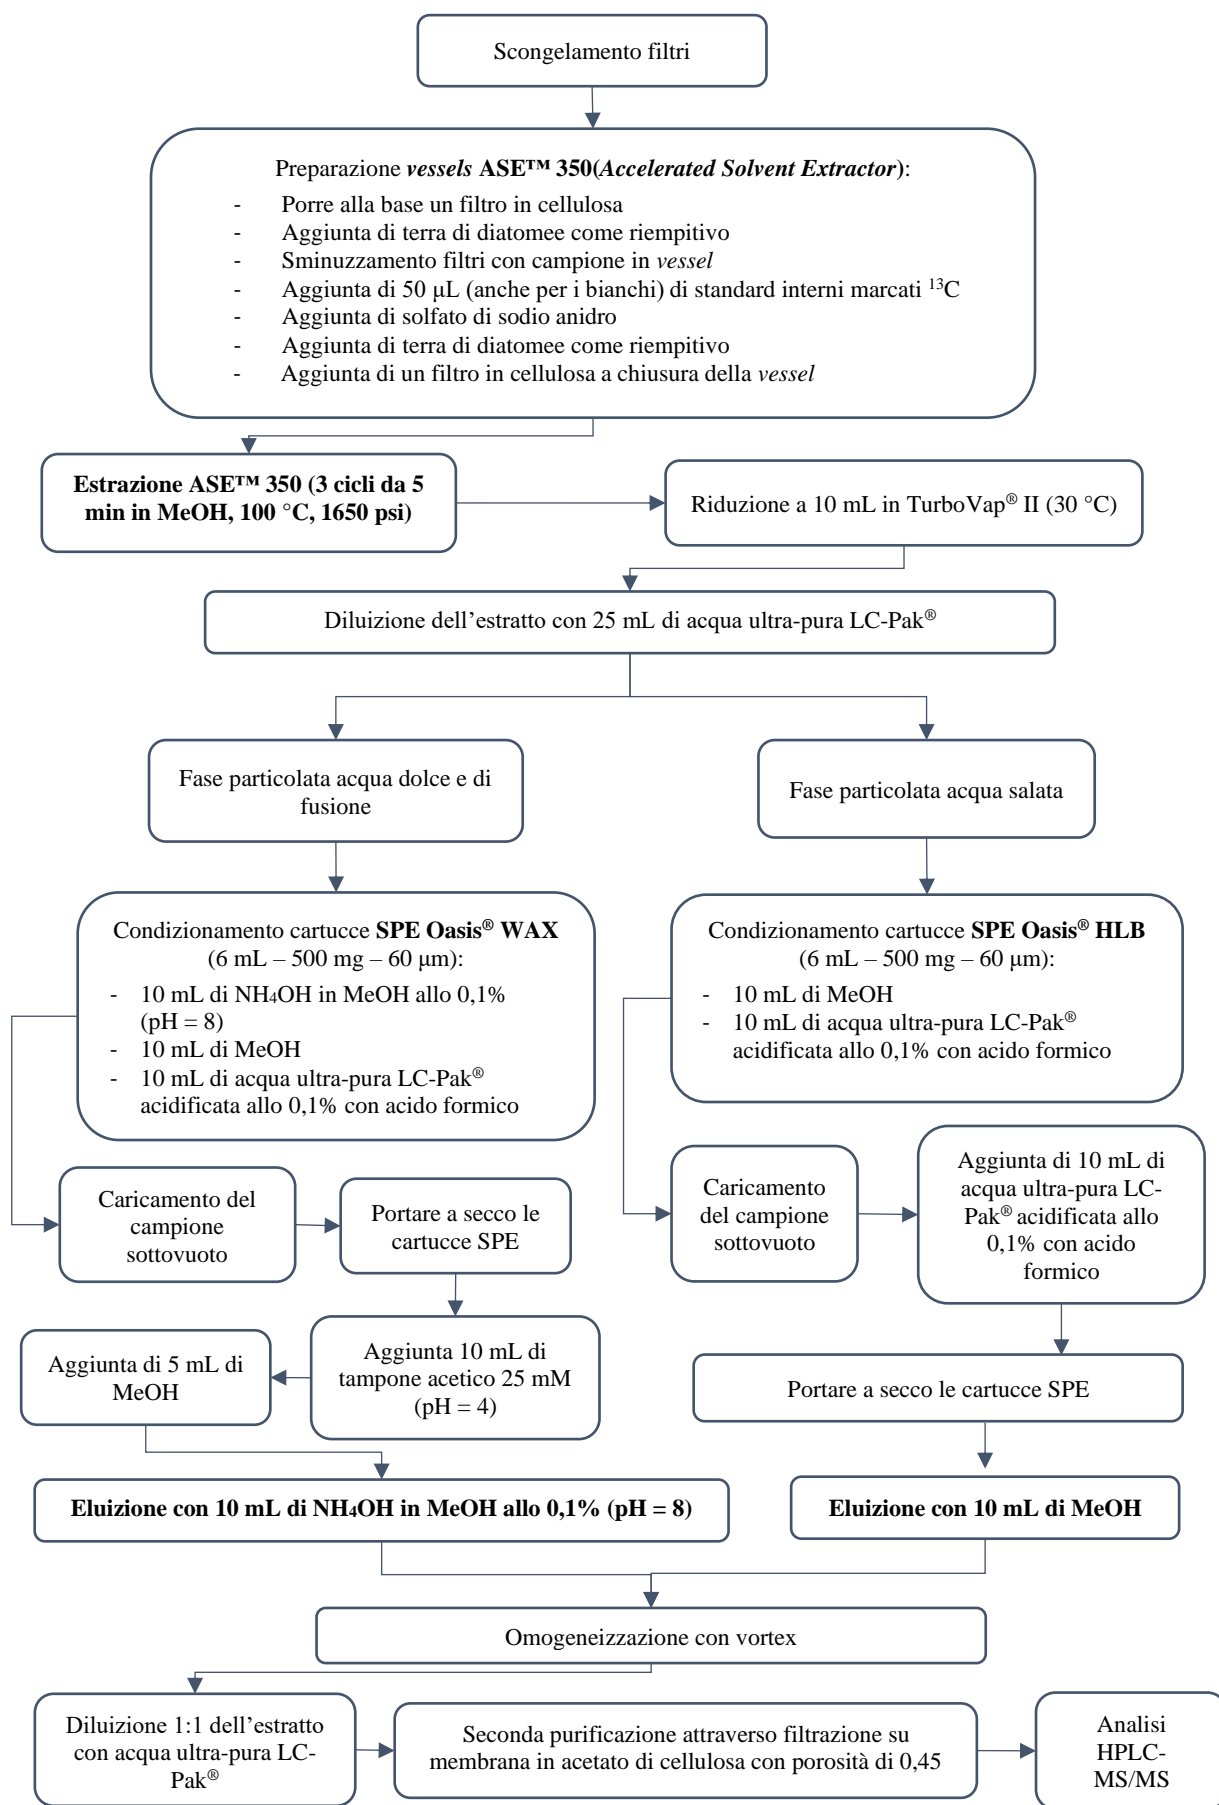 Scongelamento filtri
Preparazione vessels ASE™ 350(Accelerated Solvent Extractor):
- Porre alla base un filtro in cellulosa
- Aggiunta di terra di diatomee come riempitivo
- Sminuzzamento filtri con campione in vessel
- Aggiunta di 50 μL (anche per i bianchi) di standard interni marcati ¹³C
- Aggiunta di solfato di sodio anidro
- Aggiunta di terra di diatomee come riempitivo
- Aggiunta di un filtro in cellulosa a chiusura della vessel
Estrazione ASE™ 350 (3 cicli da 5
min in MeOH, 100 °C, 1650 psi)
Riduzione a 10 mL in TurboVap® II (30 °C)
Diluizione dell’estratto con 25 mL di acqua ultra-pura LC-Pak®
Fase particolata acqua dolce e di
fusione
Fase particolata acqua salata
Condizionamento cartucce SPE Oasis® WAX
(6 mL – 500 mg – 60 μm):
- 10 mL di NH₄OH in MeOH allo 0,1%
(pH = 8)
- 10 mL di MeOH
- 10 mL di acqua ultra-pura LC-Pak®
acidificata allo 0,1% con acido formico
Condizionamento cartucce SPE Oasis® HLB
(6 mL – 500 mg – 60 μm):
- 10 mL di MeOH
- 10 mL di acqua ultra-pura LC-Pak®
acidificata allo 0,1% con acido formico
Caricamento del
campione
sottovuoto
Portare a secco le
cartucce SPE
Caricamento
del campione
sottovuoto
Aggiunta di 10 mL di
acqua ultra-pura LC-
Pak® acidificata allo
0,1% con acido
formico
Aggiunta di 5 mL di
MeOH
Aggiunta 10 mL di
tampone acetico 25 mM
(pH = 4)
Portare a secco le cartucce SPE
Eluizione con 10 mL di NH₄OH in MeOH allo 0,1% (pH = 8)
Eluizione con 10 mL di MeOH
Omogeneizzazione con vortex
Diluizione 1:1 dell’estratto
con acqua ultra-pura LC-
Pak®
Seconda purificazione attraverso filtrazione su
membrana in acetato di cellulosa con porosità di 0,45
Analisi
HPLC-
MS/MS